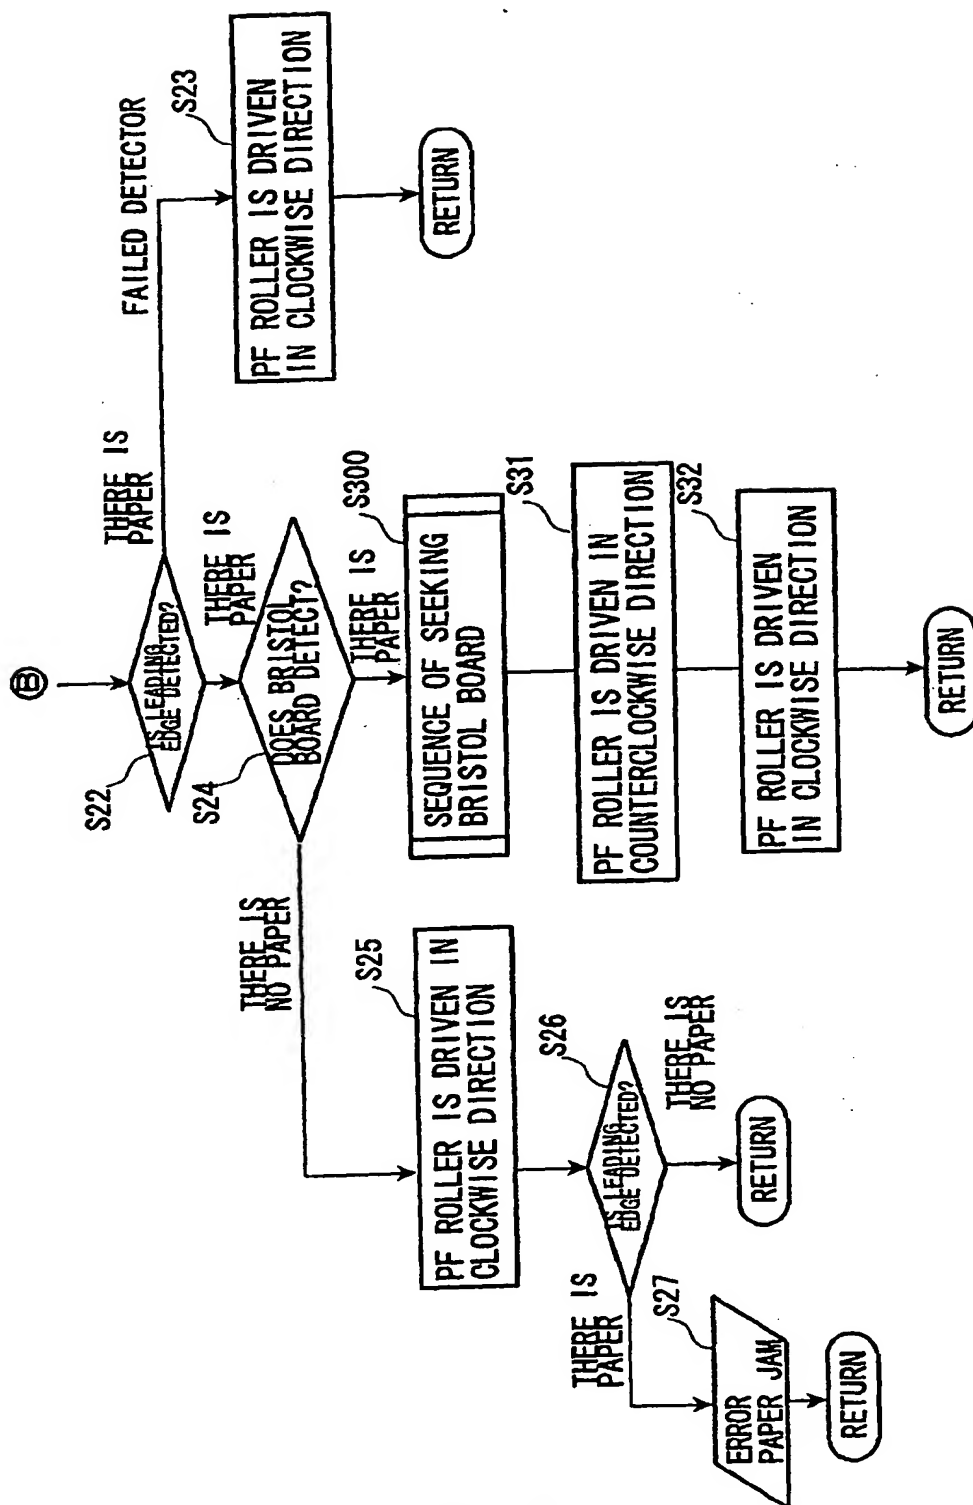 B
S22
IS LEADING
EDGE DETECTED?
THERE IS
PAPER
FAILED DETECTOR
S23
PF ROLLER IS DRIVEN
IN CLOCKWISE DIRECTION
RETURN
THERE IS
PAPER
S24
DOES BRISTOL
BOARD DETECT?
THERE IS
NO PAPER
THERE IS
PAPER
S300
SEQUENCE OF SEEKING
BRISTOL BOARD
S31
PF ROLLER IS DRIVEN IN
COUNTERCLOCKWISE DIRECTION
S32
PF ROLLER IS DRIVEN
IN CLOCKWISE DIRECTION
RETURN
S25
PF ROLLER IS DRIVEN IN
CLOCKWISE DIRECTION
S26
IS LEADING
EDGE DETECTED?
THERE IS
NO PAPER
RETURN
THERE IS
PAPER
S27
ERROR
PAPER JAM
RETURN